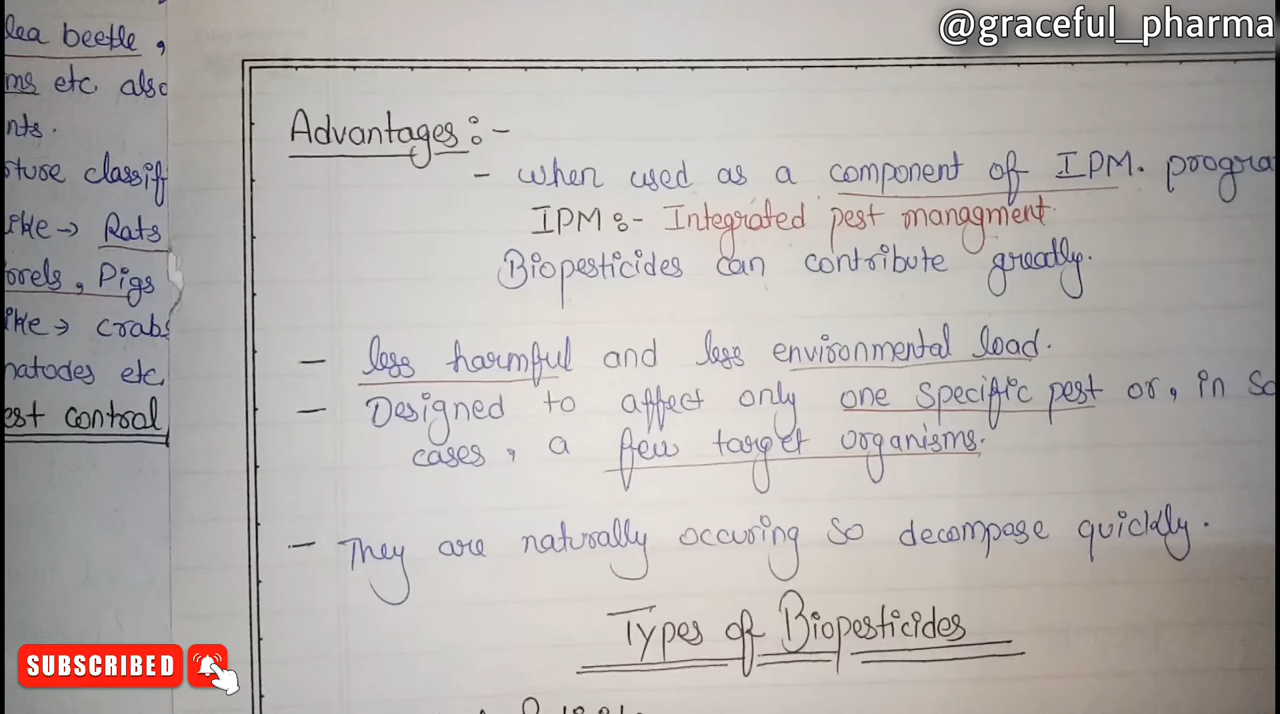 @graceful_pharma
lea beetle,
ms etc also
nts.
ture classif
ike → Rats
rels, Pigs
ike → crabs
matodes etc.
est control
Advantages :-
- when used as a component of IPM. progra
IPM :- Integrated pest managment.
Biopesticides can contribute greatly.
- less harmful and less environmental load.
- Designed to affect only one specific pest or, in so
cases, a few target organisms.
- They are naturally occuring so decompose quickly.
Types of Biopesticides
SUBSCRIBED